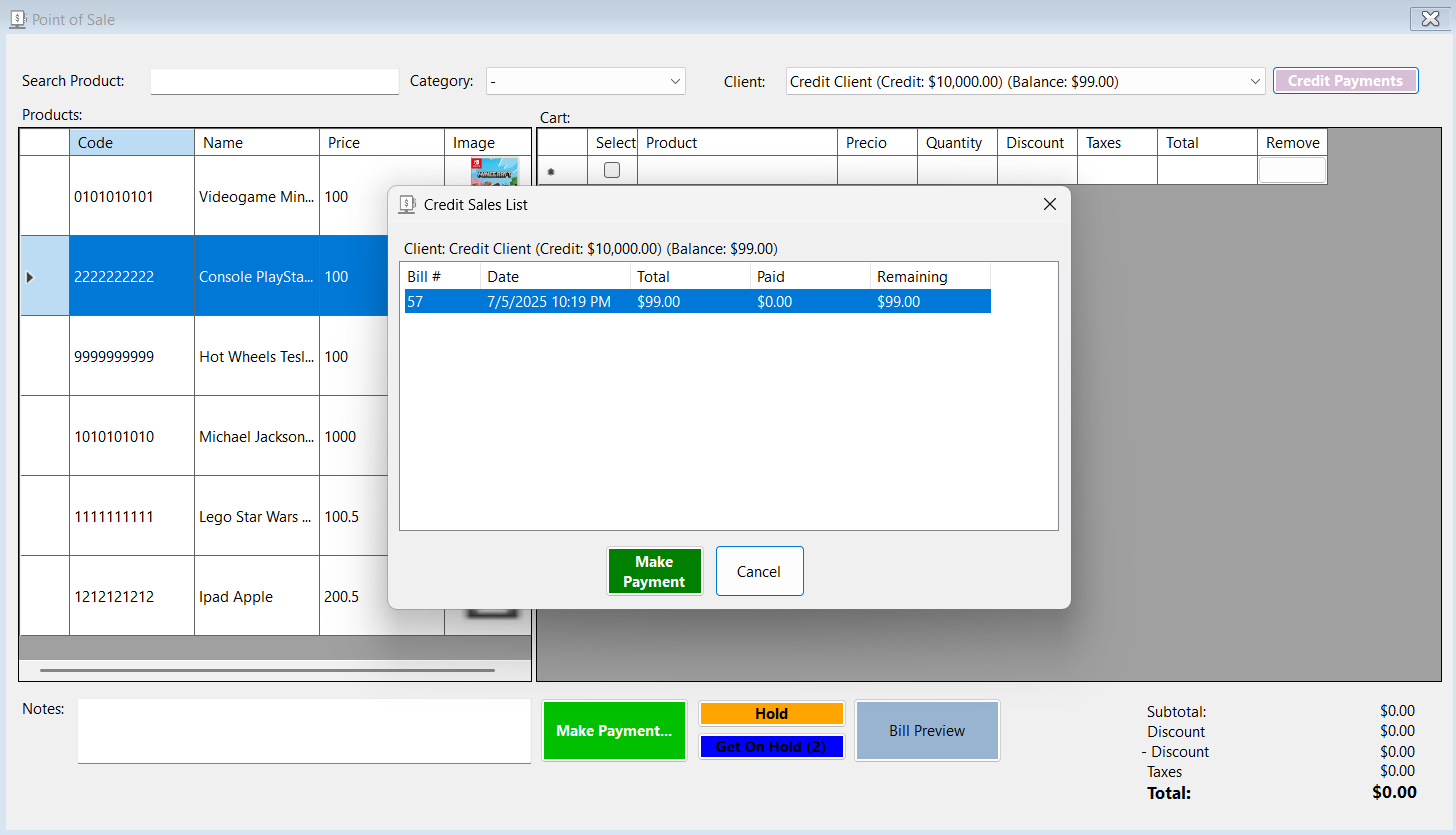 Point of Sale
Search Product:
Category: -
Client: Credit Client (Credit: $10,000.00) (Balance: $99.00)
Credit Payments
Products:
Cart:
Code Name Price Image
Select Product Precio Quantity Discount Taxes Total Remove
0101010101 Videogame Min... 100
MINECRAFT
2222222222 Console PlaySta... 100
9999999999 Hot Wheels Tesl... 100
1010101010 Michael Jackson... 1000
1111111111 Lego Star Wars ... 100.5
1212121212 Ipad Apple 200.5
Credit Sales List
Client: Credit Client (Credit: $10,000.00) (Balance: $99.00)
Bill # Date Total Paid Remaining
57 7/5/2025 10:19 PM $99.00 $0.00 $99.00
Make
Payment
Cancel
Notes:
Make Payment...
Hold
Get On Hold (2)
Bill Preview
Subtotal: $0.00
Discount $0.00
- Discount $0.00
Taxes $0.00
Total: $0.00